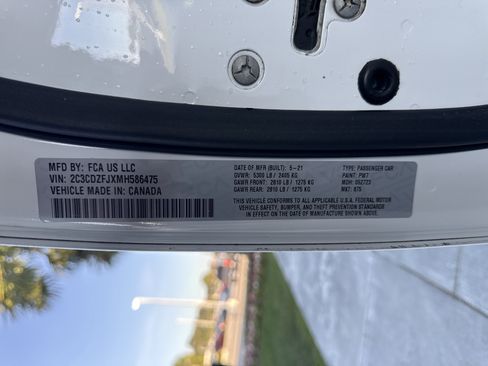 MFD BY: FCA US LLC
VIN: 2C3CDZFJXMH586475
VEHICLE MADE IN: CANADA
DATE OF MFR (BUILT): 5-21
GVWR: 5300 LB / 2405 KG
GAWR FRONT: 2810 LB / 1275 KG
GAWR REAR: 2810 LB / 1275 KG
TYPE: PASSENGER CAR
PAINT: PW7
MDH: 052723
MKT: 875
THIS VEHICLE CONFORMS TO ALL APPLICABLE U.S.A. FEDERAL MOTOR
VEHICLE SAFETY, BUMPER, AND THEFT PREVENTION STANDARDS
IN EFFECT ON THE DATE OF MANUFACTURE SHOWN ABOVE.